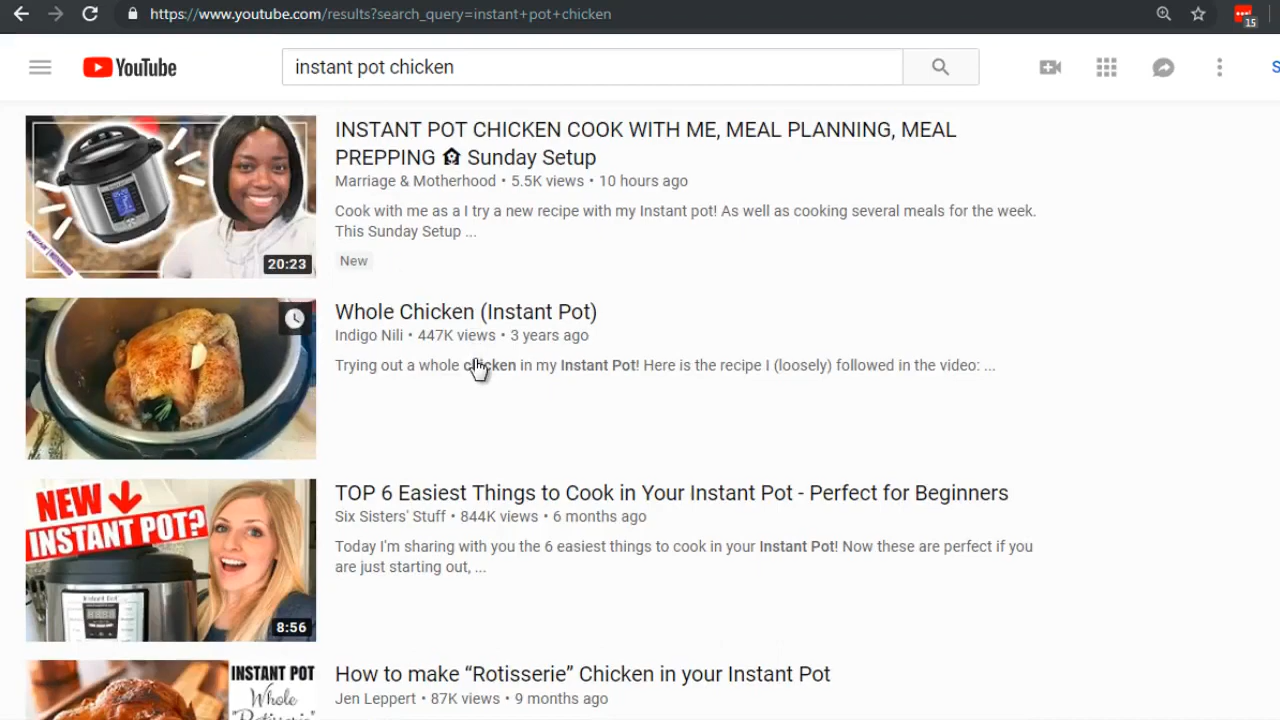 https://www.youtube.com/results?search_query=instant+pot+chicken
15
YouTube
instant pot chicken
S
INSTANT POT CHICKEN COOK WITH ME, MEAL PLANNING, MEAL
PREPPING Sunday Setup
Marriage & Motherhood • 5.5K views • 10 hours ago
Cook with me as a I try a new recipe with my Instant pot! As well as cooking several meals for the week.
This Sunday Setup ...
New
20:23
Whole Chicken (Instant Pot)
Indigo Nili • 447K views • 3 years ago
Trying out a whole chicken in my Instant Pot! Here is the recipe I (loosely) followed in the video: ...
NEW
INSTANT POT?
Instant Pot
8:56
TOP 6 Easiest Things to Cook in Your Instant Pot - Perfect for Beginners
Six Sisters' Stuff • 844K views • 6 months ago
Today I'm sharing with you the 6 easiest things to cook in your Instant Pot! Now these are perfect if you
are just starting out, ...
INSTANT POT
Whole
How to make “Rotisserie” Chicken in your Instant Pot
Jen Leppert • 87K views • 9 months ago